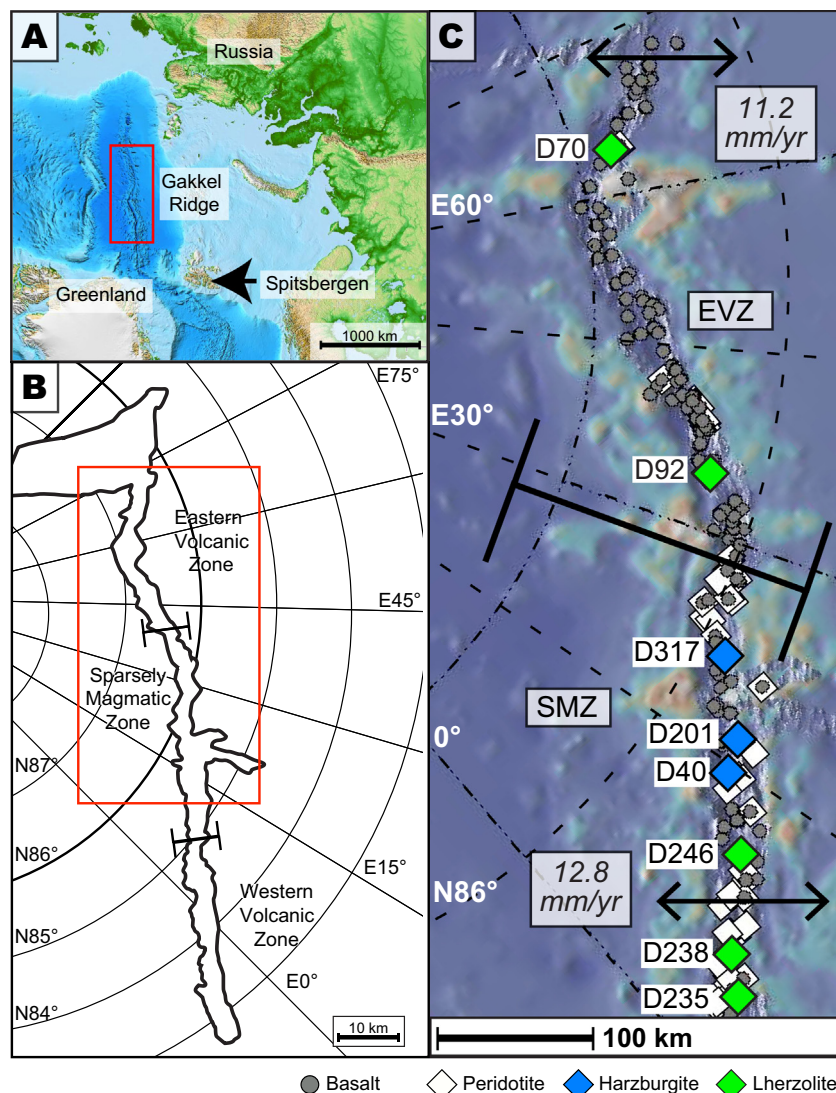 A
Russia
Gakkel
Ridge
Greenland
Spitsbergen
1000 km
B
E75°
Eastern
Volcanic
Zone
E45°
Sparsely
Magmatic
Zone
N87°
N86°
E15°
Western
Volcanic
Zone
N85°
E0°
N84°
10 km
C
11.2
mm/yr
D70
E60°
EVZ
E30°
D92
D317
SMZ
D201
0°
D40
D246
12.8
mm/yr
N86°
D238
D235
100 km
Basalt
Peridotite
Harzburgite
Lherzolite